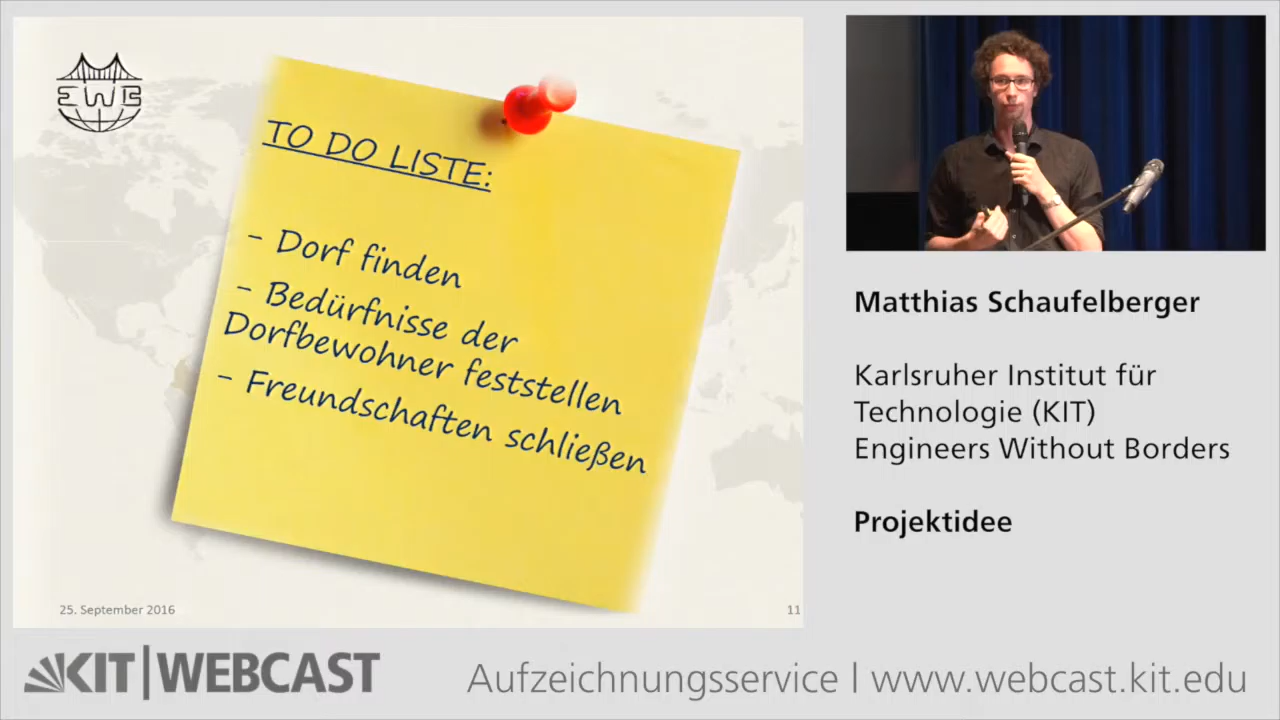 EWB
TO DO LISTE:
- Dorf finden
- Bedürfnisse der
Dorfbewohner feststellen
- Freundschaften schließen
25. September 2016
11
Matthias Schaufelberger
Karlsruher Institut für
Technologie (KIT)
Engineers Without Borders
Projektidee
KIT|WEBCAST
Aufzeichnungsservice | www.webcast.kit.edu